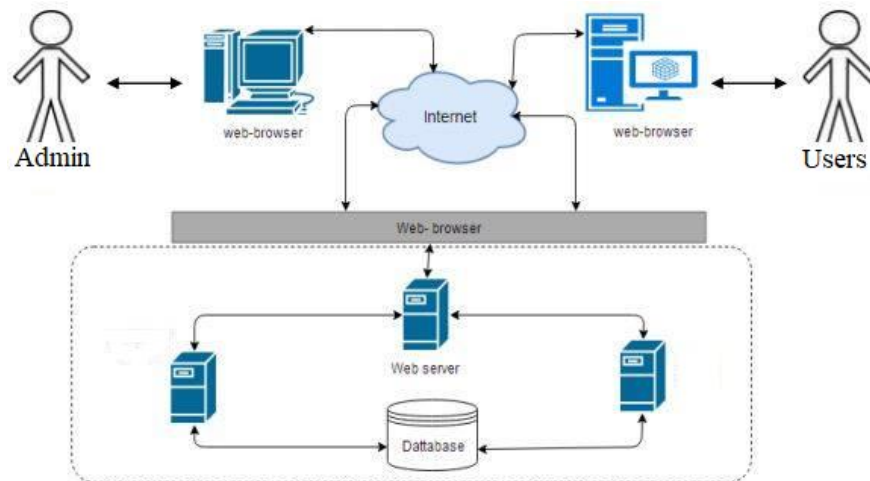 web-browser
Internet
web-browser
Admin
Users
Web- browser
Web server
Dattabase